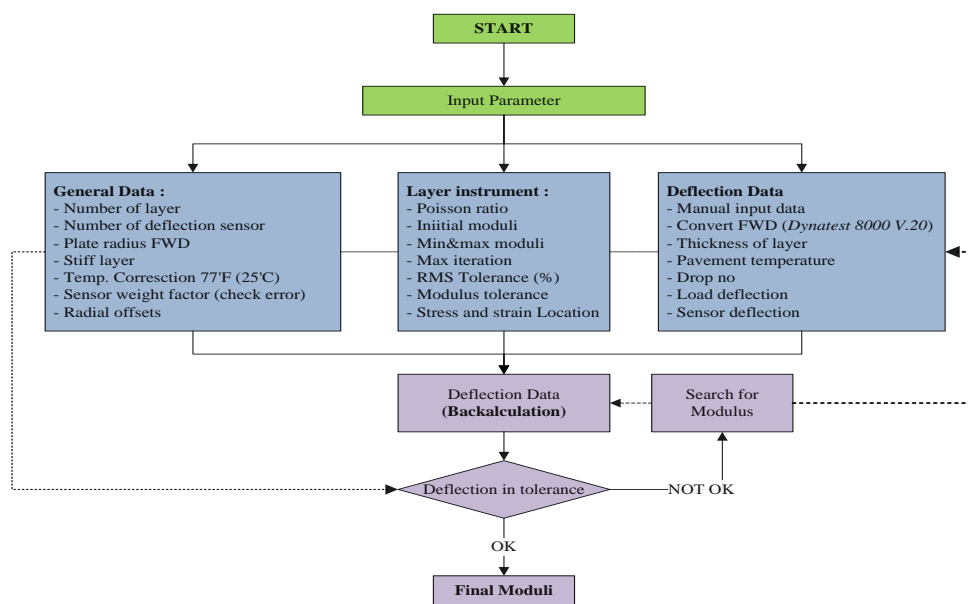 START
Input Parameter
General Data :
- Number of layer
- Number of deflection sensor
- Plate radius FWD
- Stiff layer
- Temp. Corresction 77'F (25'C)
- Sensor weight factor (check error)
- Radial offsets
Layer instrument :
- Poisson ratio
- Iniitial moduli
- Min&max moduli
- Max iteration
- RMS Tolerance (%)
- Modulus tolerance
- Stress and strain Location
Deflection Data
- Manual input data
- Convert FWD (Dynatest 8000 V.20)
- Thickness of layer
- Pavement temperature
- Drop no
- Load deflection
- Sensor deflection
Deflection Data
(Backalculation)
Search for
Modulus
Deflection in tolerance
NOT OK
OK
Final Moduli